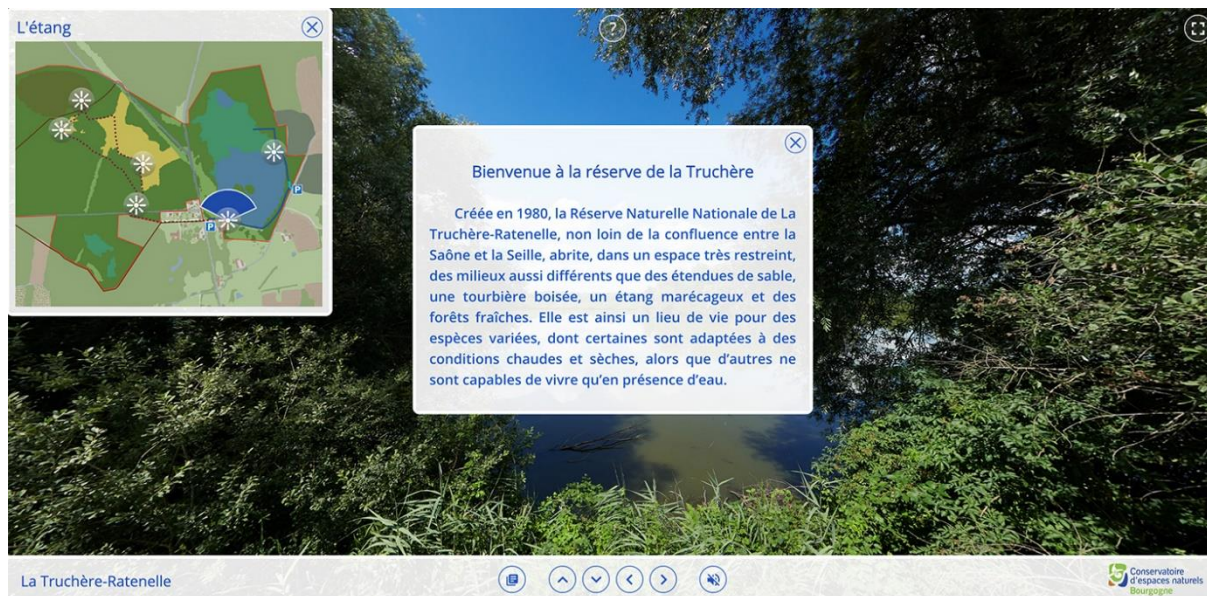 L'étang
?
Bienvenue à la réserve de la Truchère
Créée en 1980, la Réserve Naturelle Nationale de La
Truchère-Ratenelle, non loin de la confluence entre la
Saône et la Seille, abrite, dans un espace très restreint,
des milieux aussi différents que des étendues de sable,
une tourbière boisée, un étang marécageux et des
forêts fraîches. Elle est ainsi un lieu de vie pour des
espèces variées, dont certaines sont adaptées à des
conditions chaudes et sèches, alors que d'autres ne
sont capables de vivre qu'en présence d'eau.
P
P
La Truchère-Ratenelle
Conservatoire
d'espaces naturels
Bourgogne